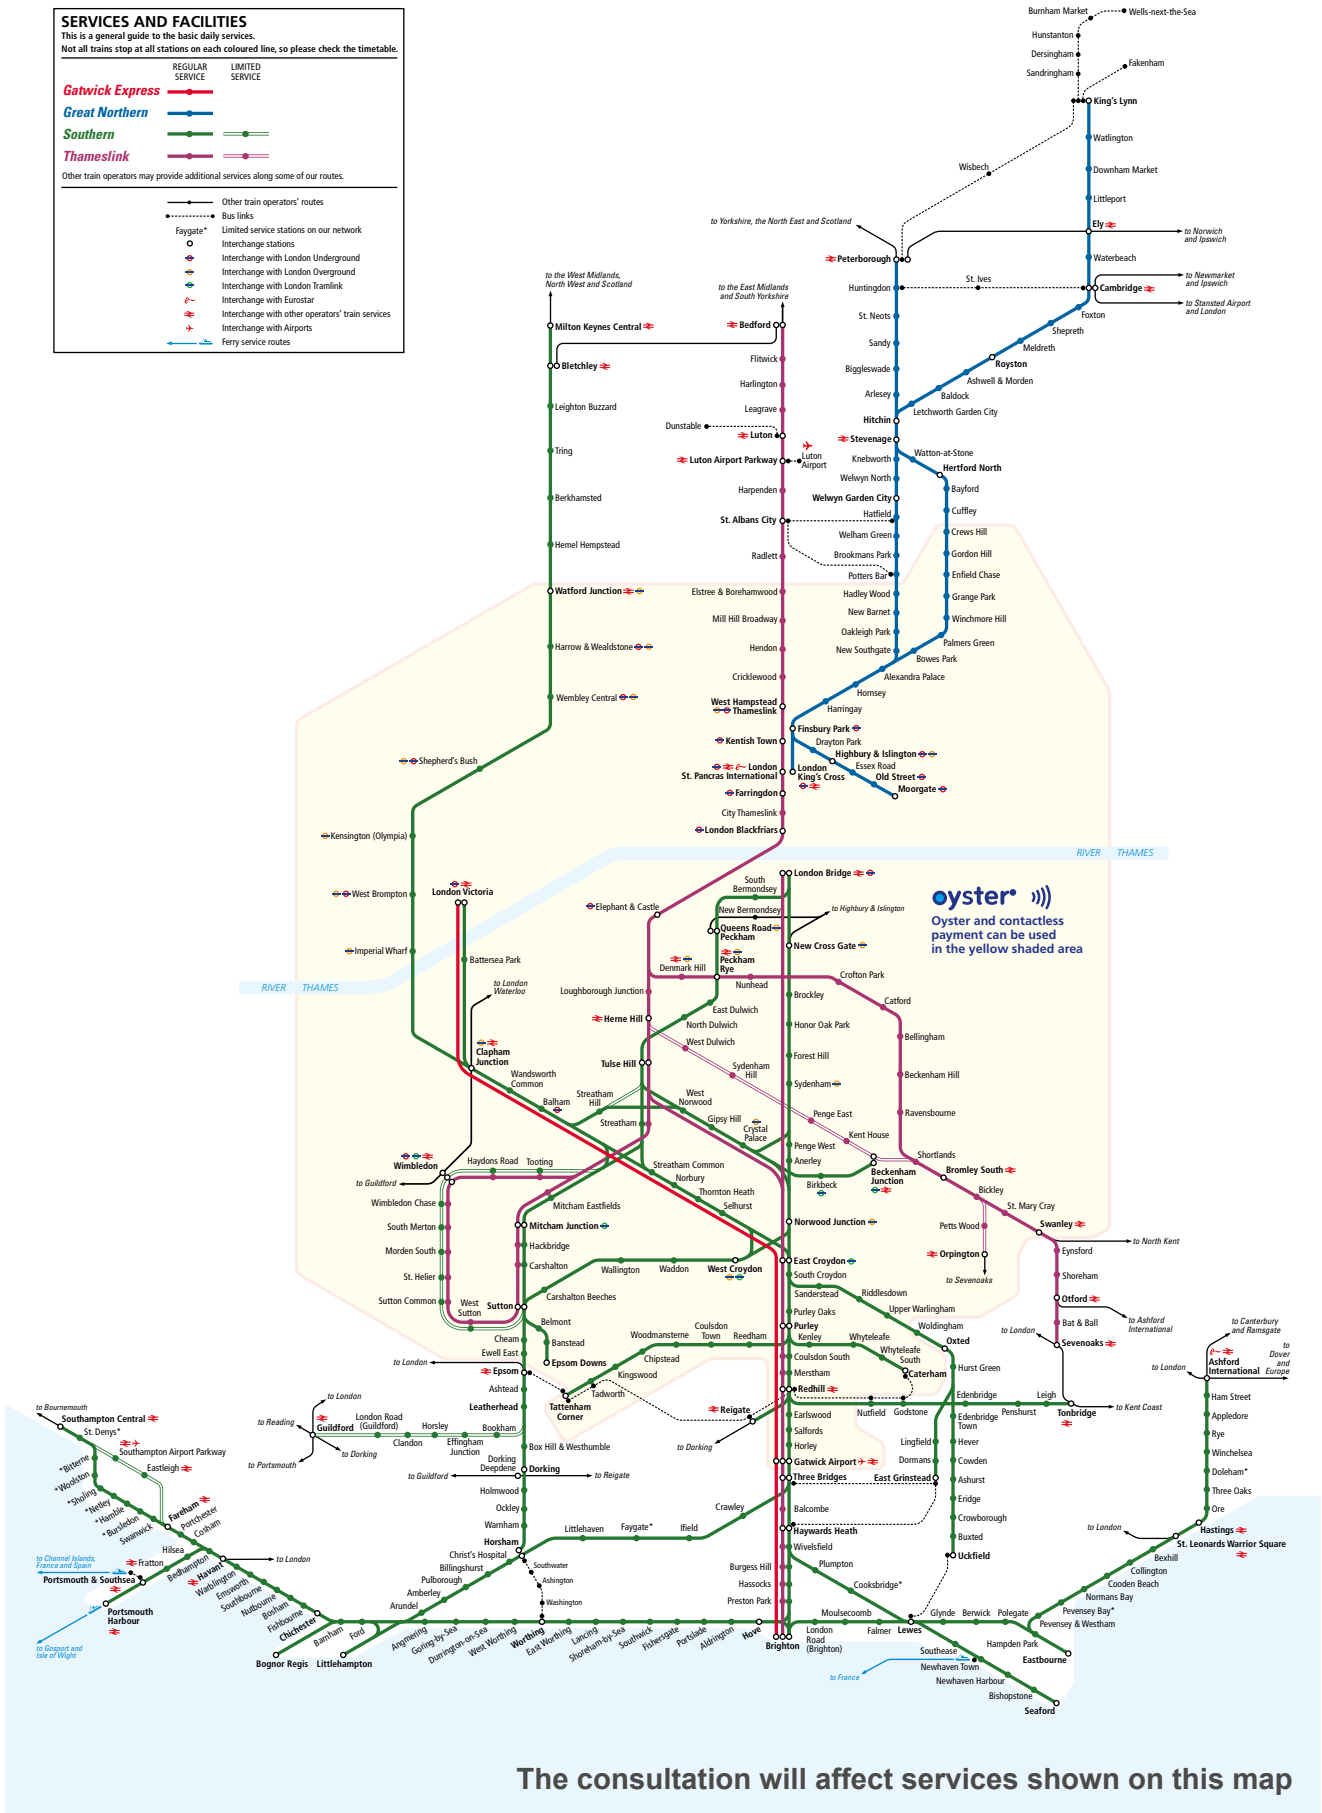 SERVICES AND FACILITIES
This is a general guide to the basic daily services.
Not all trains stop at all stations on each coloured line, so please check the timetable.
REGULAR
SERVICE
LIMITED
SERVICE
Gatwick Express
Great Northern
Southern
Thameslink
Other train operators may provide additional services along some of our routes.
Other train operators' routes
Bus links
Faygate*
Limited service stations on our network
Interchange stations
Interchange with London Underground
Interchange with London Overground
Interchange with London Tramlink
Interchange with Eurostar
Interchange with other operators' train services
Interchange with Airports
Ferry service routes
Burnham Market
Wells-next-the-Sea
Hunstanton
Dersingham
Sandringham
Fakenham
King's Lynn
Watlington
Downham Market
Wisbech
Littleport
Ely
to Norwich
and Ipswich
Waterbeach
to Newmarket
and Ipswich
Cambridge
to Stansted Airport
and London
Foxton
Shepreth
Meldreth
Royston
Ashwell & Morden
Baldock
Letchworth Garden City
to Yorkshire, the North East and Scotland
Peterborough
Huntingdon
St. Ives
St. Neots
Sandy
Biggleswade
Arlesey
Hitchin
Stevenage
Knebworth
Welwyn North
Welwyn Garden City
Hatfield
Welham Green
Brookmans Park
Potters Bar
Hadley Wood
New Barnet
Oakleigh Park
New Southgate
Watton-at-Stone
Hertford North
Bayford
Cuffley
Crews Hill
Gordon Hill
Enfield Chase
Grange Park
Winchmore Hill
Palmers Green
Bowes Park
Alexandra Palace
Hornsey
Harringay
Finsbury Park
Drayton Park
Highbury & Islington
Essex Road
Old Street
Moorgate
London
King's Cross
to the West Midlands,
North West and Scotland
Milton Keynes Central
Bletchley
Leighton Buzzard
Tring
Berkhamsted
Hemel Hempstead
Watford Junction
Harrow & Wealdstone
Wembley Central
Shepherd's Bush
Kensington (Olympia)
West Brompton
Imperial Wharf
to the East Midlands
and South Yorkshire
Bedford
Flitwick
Harlington
Leagrave
Dunstable
Luton
Luton Airport Parkway
Luton
Airport
Harpenden
St. Albans City
Radlett
Elstree & Borehamwood
Mill Hill Broadway
Hendon
Cricklewood
West Hampstead
Thameslink
Kentish Town
London
St. Pancras International
Farringdon
City Thameslink
London Blackfriars
RIVER THAMES
RIVER THAMES
oyster
Oyster and contactless
payment can be used
in the yellow shaded area
London Victoria
Battersea Park
to London
Waterloo
Clapham
Junction
Wandsworth
Common
Balham
Streatham
Hill
Streatham
Elephant & Castle
Loughborough Junction
Herne Hill
Tulse Hill
London Bridge
South
Bermondsey
New Bermondsey
to Highbury & Islington
Queens Road
Peckham
Peckham
Rye
Denmark Hill
Nunhead
New Cross Gate
East Dulwich
North Dulwich
West Dulwich
Sydenham
Hill
West
Norwood
Gipsy Hill
Crystal
Palace
Brockley
Honor Oak Park
Forest Hill
Sydenham
Penge East
Kent House
Penge West
Anerley
Birkbeck
Beckenham
Junction
Crofton Park
Catford
Bellingham
Beckenham Hill
Ravensbourne
Shortlands
Bromley South
Bickley
St. Mary Cray
Petts Wood
Orpington
to Sevenoaks
Swanley
to North Kent
Eynsford
Shoreham
Otford
to Ashford
International
Bat & Ball
to London
Sevenoaks
Wimbledon
to Guildford
Haydons Road
Tooting
Wimbledon Chase
South Merton
Morden South
St. Helier
Sutton Common
West
Sutton
Sutton
Mitcham Eastfields
Mitcham Junction
Hackbridge
Carshalton
Carshalton Beeches
Wallington
Waddon
West Croydon
Streatham Common
Norbury
Thornton Heath
Selhurst
Norwood Junction
East Croydon
South Croydon
Sanderstead
Riddlesdown
Upper Warlingham
Woldingham
Oxted
Purley Oaks
Purley
Kenley
Whyteleafe
Whyteleafe
South
Caterham
Coulsdon South
Merstham
Redhill
Nutfield
Godstone
Edenbridge
Penshurst
Leigh
Tonbridge
to Kent Coast
Belmont
Banstead
Epsom Downs
Cheam
Ewell East
to London
Epsom
Woodmansterne
Coulsdon
Town
Reedham
Chipstead
Kingswood
Tadworth
Tattenham
Corner
Reigate
to Dorking
Ashtead
Leatherhead
Bookham
Effingham
Junction
Horsley
Clandon
London Road
(Guildford)
Guildford
to London
to Reading
to Portsmouth
to Dorking
Box Hill & Westhumble
Dorking
Deepdene
Dorking
to Guildford
to Reigate
Holmwood
Ockley
Warnham
Horsham
Littlehaven
Faygate*
Ifield
Crawley
Earlswood
Salfords
Horley
Gatwick Airport
Three Bridges
Balcombe
Haywards Heath
Wivelsfield
Burgess Hill
Hassocks
Preston Park
Brighton
Hurst Green
Edenbridge
Town
Hever
Cowden
Ashurst
Eridge
Crowborough
Buxted
Uckfield
Lingfield
Dormans
East Grinstead
Plumpton
Cooksbridge*
Moulsecoomb
London
Road
(Brighton)
Falmer
Lewes
Glynde
Berwick
Polegate
Southease
Newhaven Town
Newhaven Harbour
Bishopstone
Seaford
to France
Hampden Park
Eastbourne
Pevensey & Westham
Pevensey Bay*
Normans Bay
Cooden Beach
Collington
Bexhill
St. Leonards Warrior Square
to London
Hastings
Ore
Three Oaks
Doleham*
Winchelsea
Rye
Appledore
Ham Street
Ashford
International
to London
to Canterbury
and Ramsgate
to
Dover
and
Europe
Christ's Hospital
Billingshurst
Pulborough
Amberley
Arundel
Southwater
Ashington
Washington
to Bournemouth
Southampton Central
St. Denys*
Southampton Airport Parkway
Eastleigh
*Bitterne
*Woolston
*Sholing
*Netley
*Hamble
*Bursledon
Swanwick
Fareham
Portchester
Cosham
Hilsea
Fratton
Portsmouth & Southsea
Portsmouth
Harbour
to Channel Islands,
France and Spain
to Gosport and
Isle of Wight
Bedhampton
Havant
to London
Warblington
Emsworth
Southbourne
Nutbourne
Bosham
Fishbourne
Chichester
Barnham
Ford
Bognor Regis
Littlehampton
Angmering
Goring-by-Sea
Durrington-on-Sea
West Worthing
Worthing
East Worthing
Lancing
Shoreham-by-Sea
Southwick
Fishersgate
Portslade
Aldrington
Hove
The consultation will affect services shown on this map